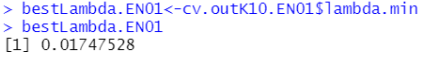 > bestLambda.EN01<-cv.outK10.EN01$lambda.min
> bestLambda.EN01
[1] 0.01747528